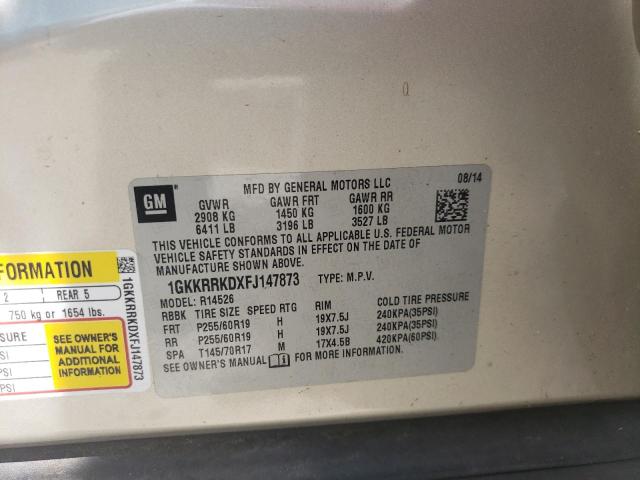 MFD BY GENERAL MOTORS LLC
08/14
GM
GVWR GAWR FRT GAWR RR
2908 KG 1450 KG 1600 KG
6411 LB 3196 LB 3527 LB
THIS VEHICLE CONFORMS TO ALL APPLICABLE U.S. FEDERAL MOTOR
VEHICLE SAFETY STANDARDS IN EFFECT ON THE DATE OF
MANUFACTURE SHOWN ABOVE.
1GKKRRKDXFJ147873 TYPE: M.P.V.
MODEL: R14526
RBBK TIRE SIZE SPEED RTG RIM COLD TIRE PRESSURE
FRT P255/60R19 H 19X7.5J 240KPA(35PSI)
RR P255/60R19 H 19X7.5J 240KPA(35PSI)
SPA T145/70R17 M 17X4.5B 420KPA(60PSI)
SEE OWNER'S MANUAL FOR MORE INFORMATION.
FORMATION
2 REAR 5
750 kg or 1654 lbs.
SURE
SEE OWNER'S
MANUAL FOR
ADDITIONAL
INFORMATION
PSI
1GKKRRKDXFJ147873